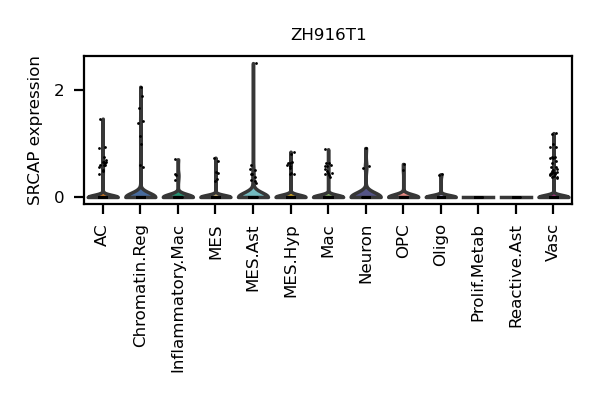 ZH916T1
SRCAP expression
2
0
AC
Chromatin.Reg
Inflammatory.Mac
MES
MES.Ast
MES.Hyp
Mac
Neuron
OPC
Oligo
Prolif.Metab
Reactive.Ast
Vasc